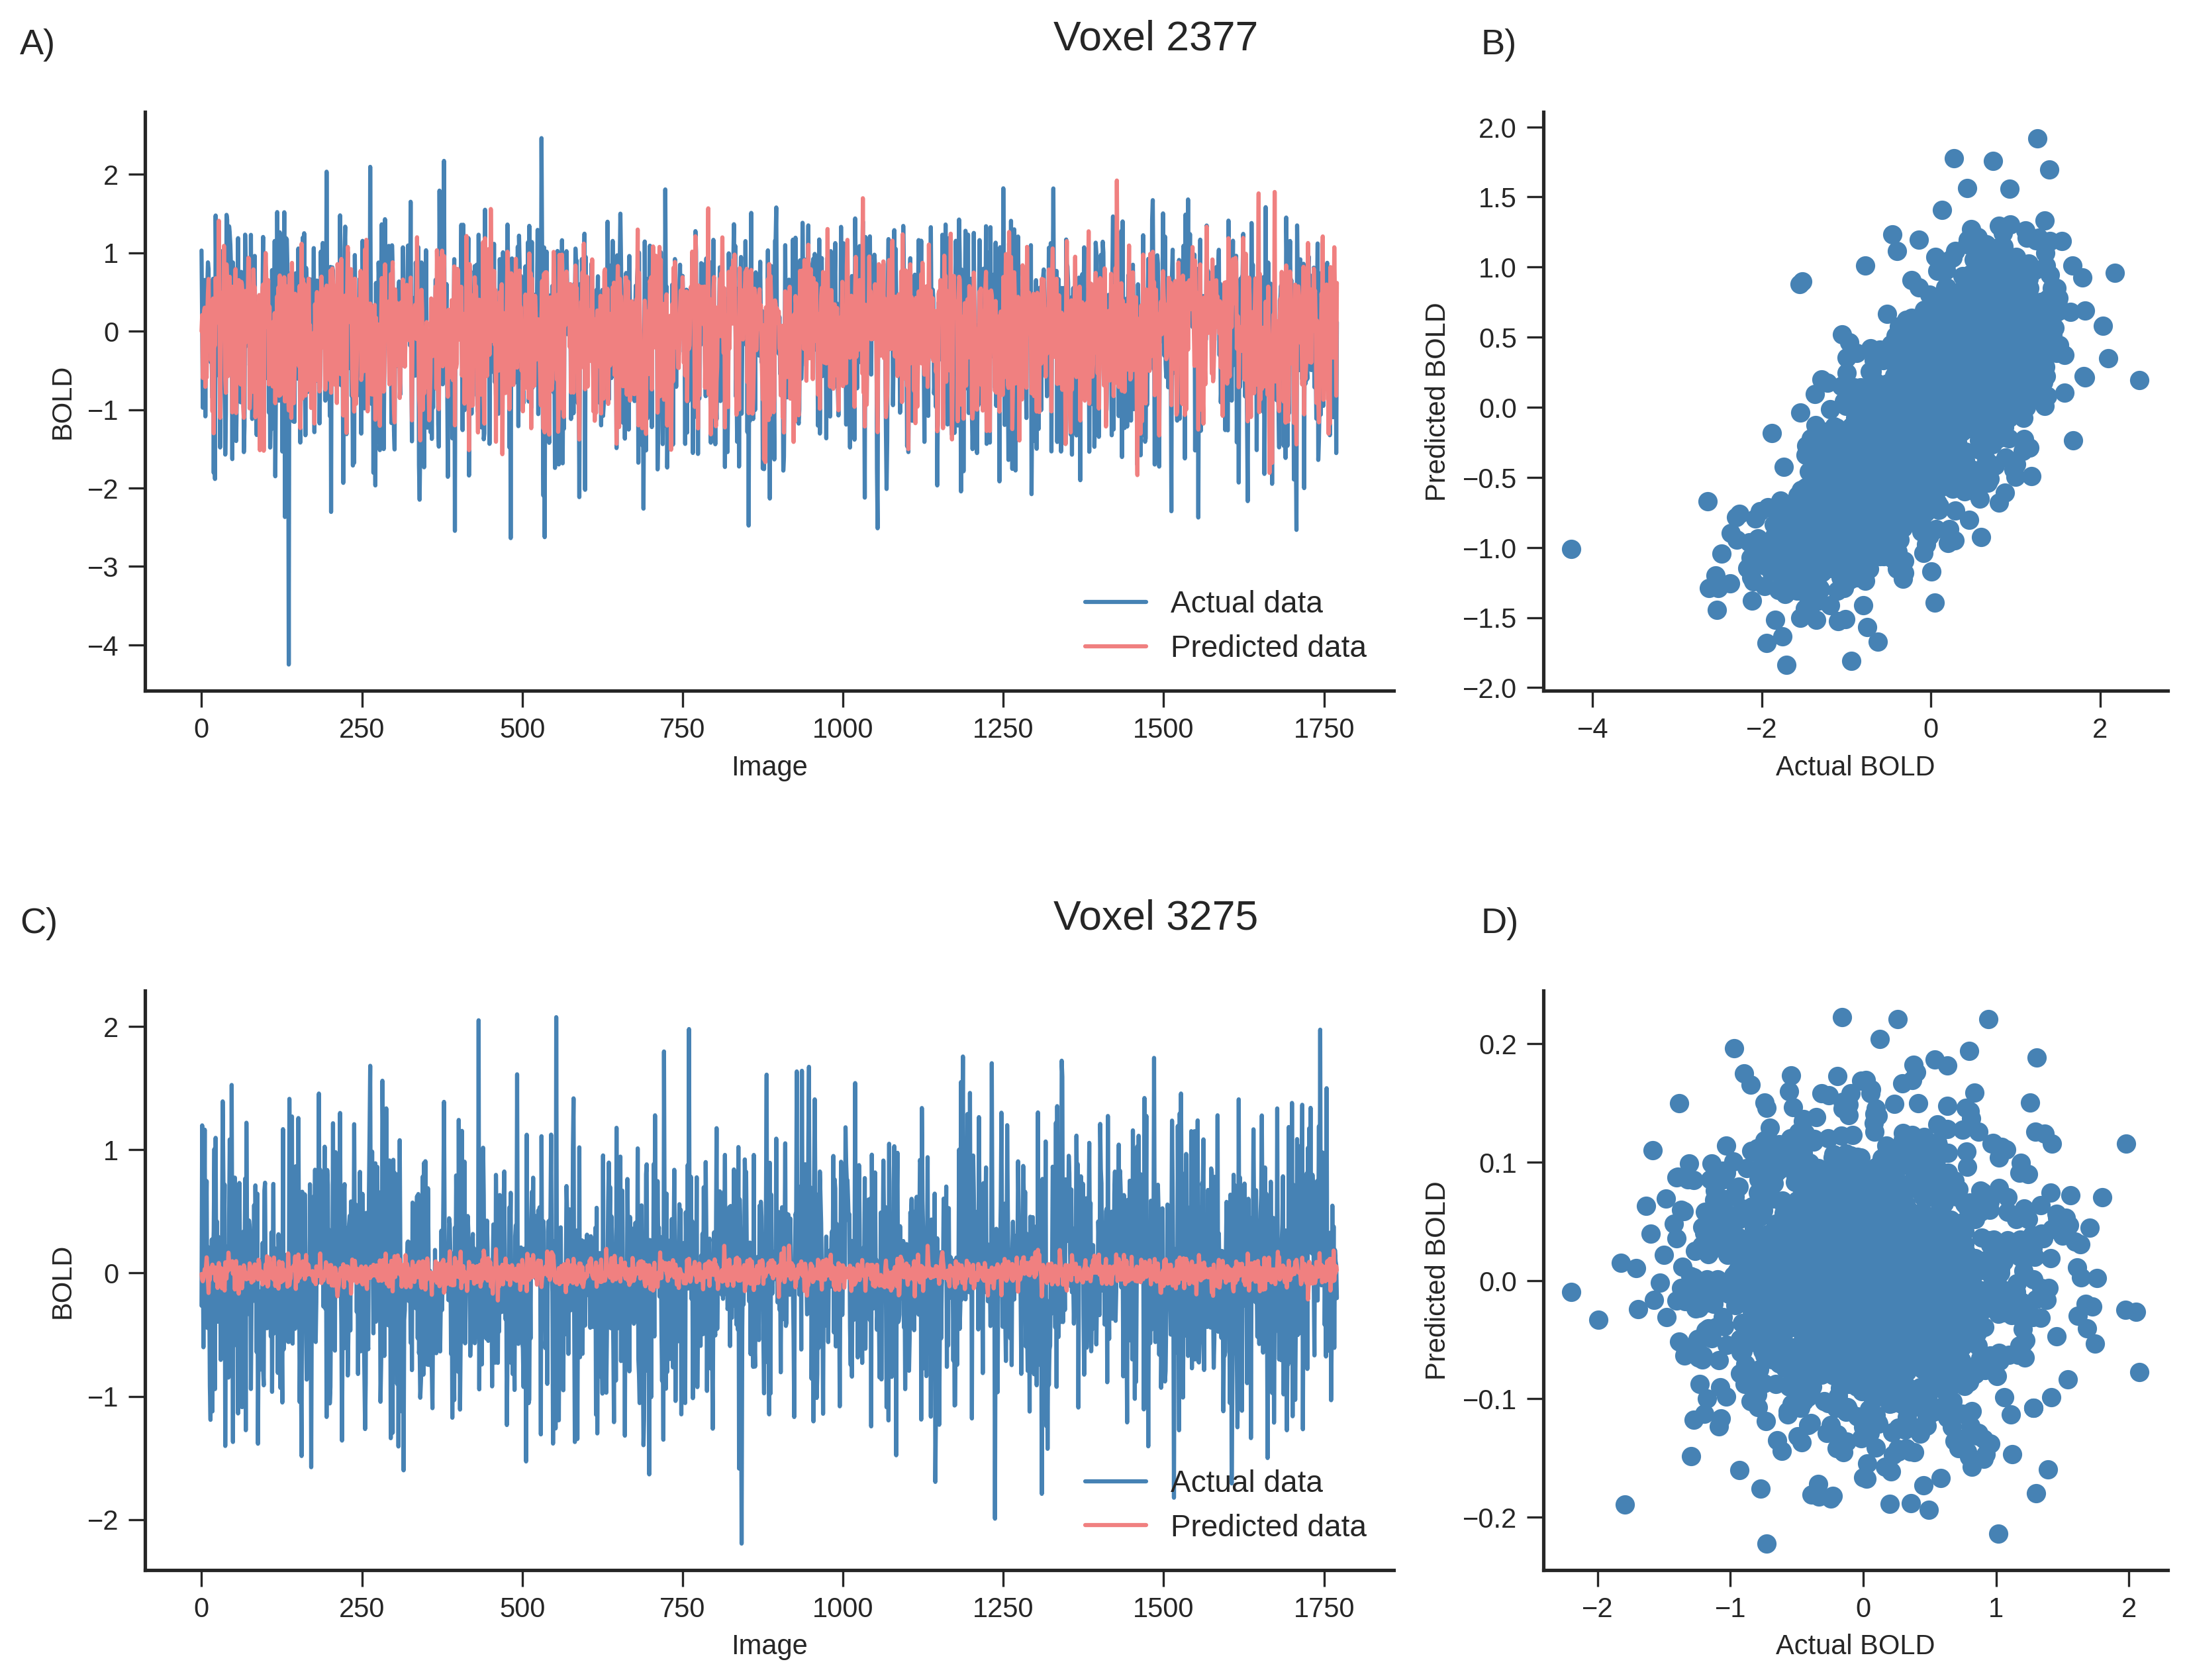 A)
Voxel 2377
B)
BOLD
2
1
0
−1
−2
−3
−4
Actual data
Predicted data
0 250 500 750 1000 1250 1500 1750
Image
Predicted BOLD
2.0
1.5
1.0
0.5
0.0
−0.5
−1.0
−1.5
−2.0
−4 −2 0 2
Actual BOLD
C)
Voxel 3275
D)
BOLD
2
1
0
−1
−2
Actual data
Predicted data
0 250 500 750 1000 1250 1500 1750
Image
Predicted BOLD
0.2
0.1
0.0
−0.1
−0.2
−2 −1 0 1 2
Actual BOLD